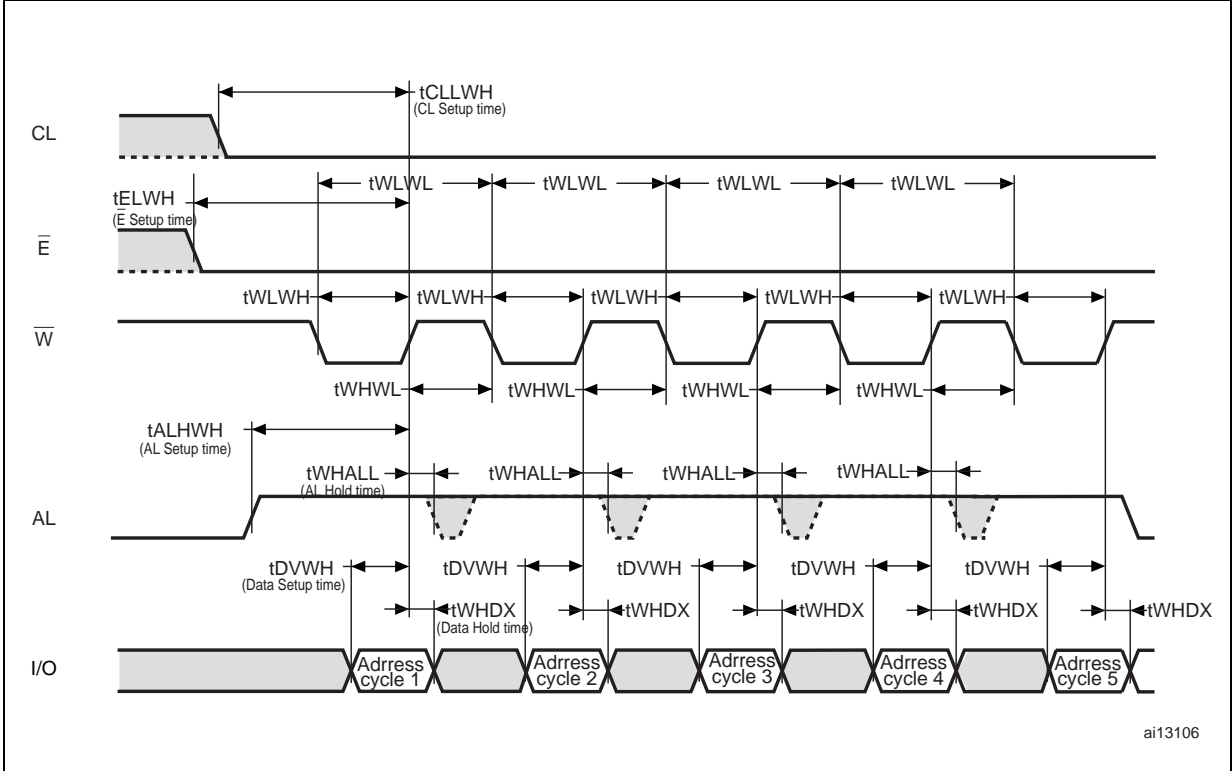 tCLLWH
(CL Setup time)
CL
tWLWL tWLWL tWLWL tWLWL
tELWH
(E̅ Setup time)
E̅
tWLWH tWLWH tWLWH tWLWH tWLWH
W̅
tWHWL tWHWL tWHWL tWHWL
tALHWH
(AL Setup time)
tWHALL tWHALL tWHALL tWHALL
(AL Hold time)
AL
tDVWH tDVWH tDVWH tDVWH tDVWH
(Data Setup time)
tWHDX tWHDX tWHDX tWHDX tWHDX
(Data Hold time)
I/O
Adrress cycle 1
Adrress cycle 2
Adrress cycle 3
Adrress cycle 4
Adrress cycle 5
ai13106